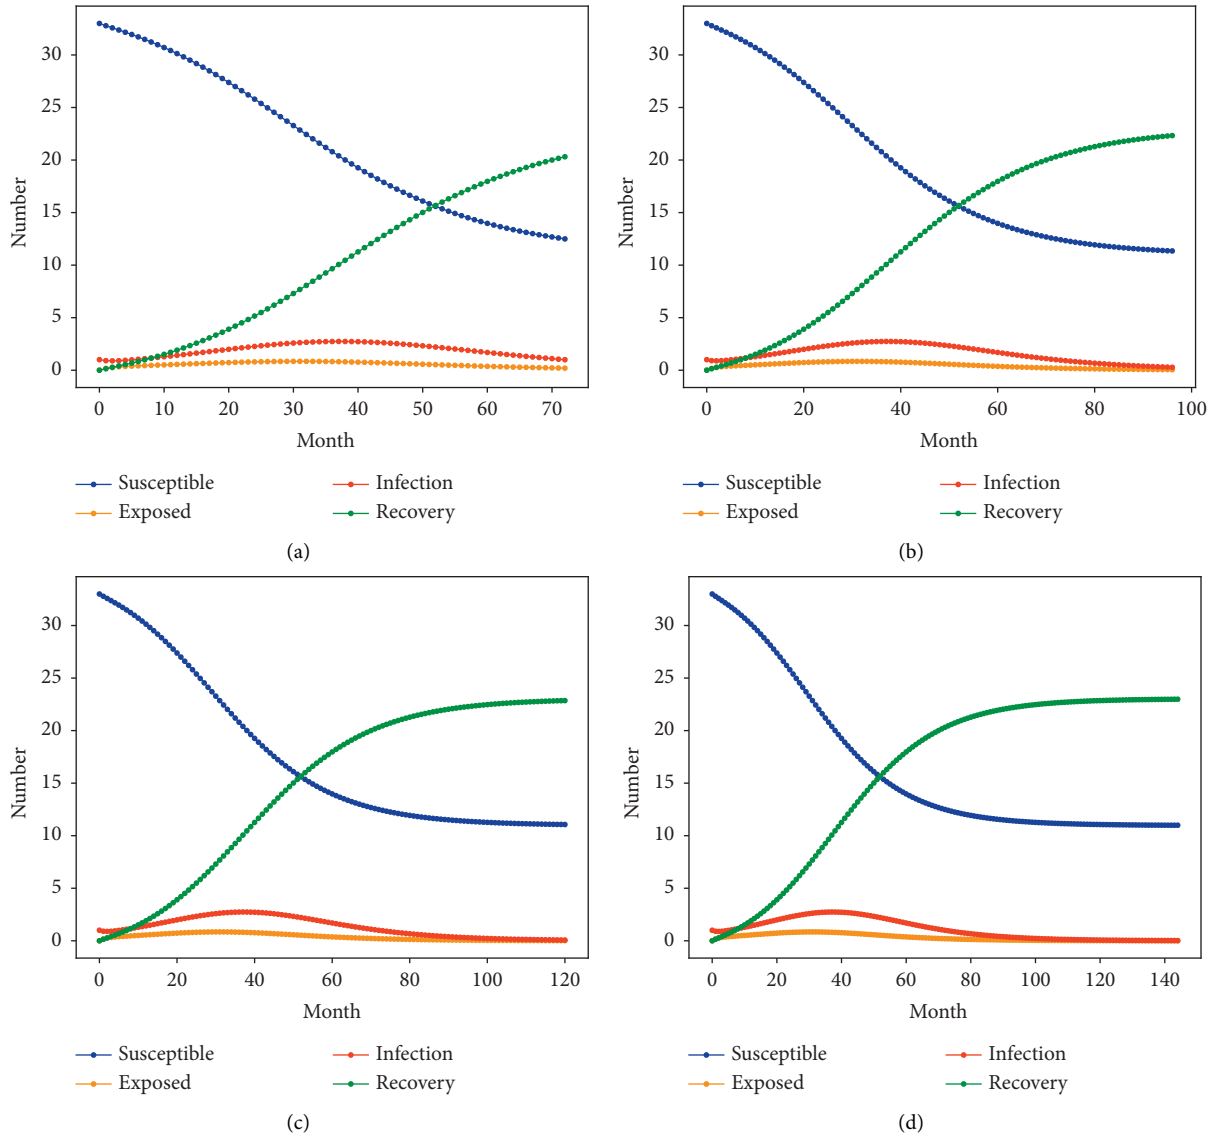 30
25
20
15
10
5
0
Number
0 10 20 30 40 50 60 70
Month
Susceptible Infection
Exposed Recovery
(a)
30
25
20
15
10
5
0
Number
0 20 40 60 80 100
Month
Susceptible Infection
Exposed Recovery
(b)
30
25
20
15
10
5
0
Number
0 20 40 60 80 100 120
Month
Susceptible Infection
Exposed Recovery
(c)
30
25
20
15
10
5
0
Number
0 20 40 60 80 100 120 140
Month
Susceptible Infection
Exposed Recovery
(d)